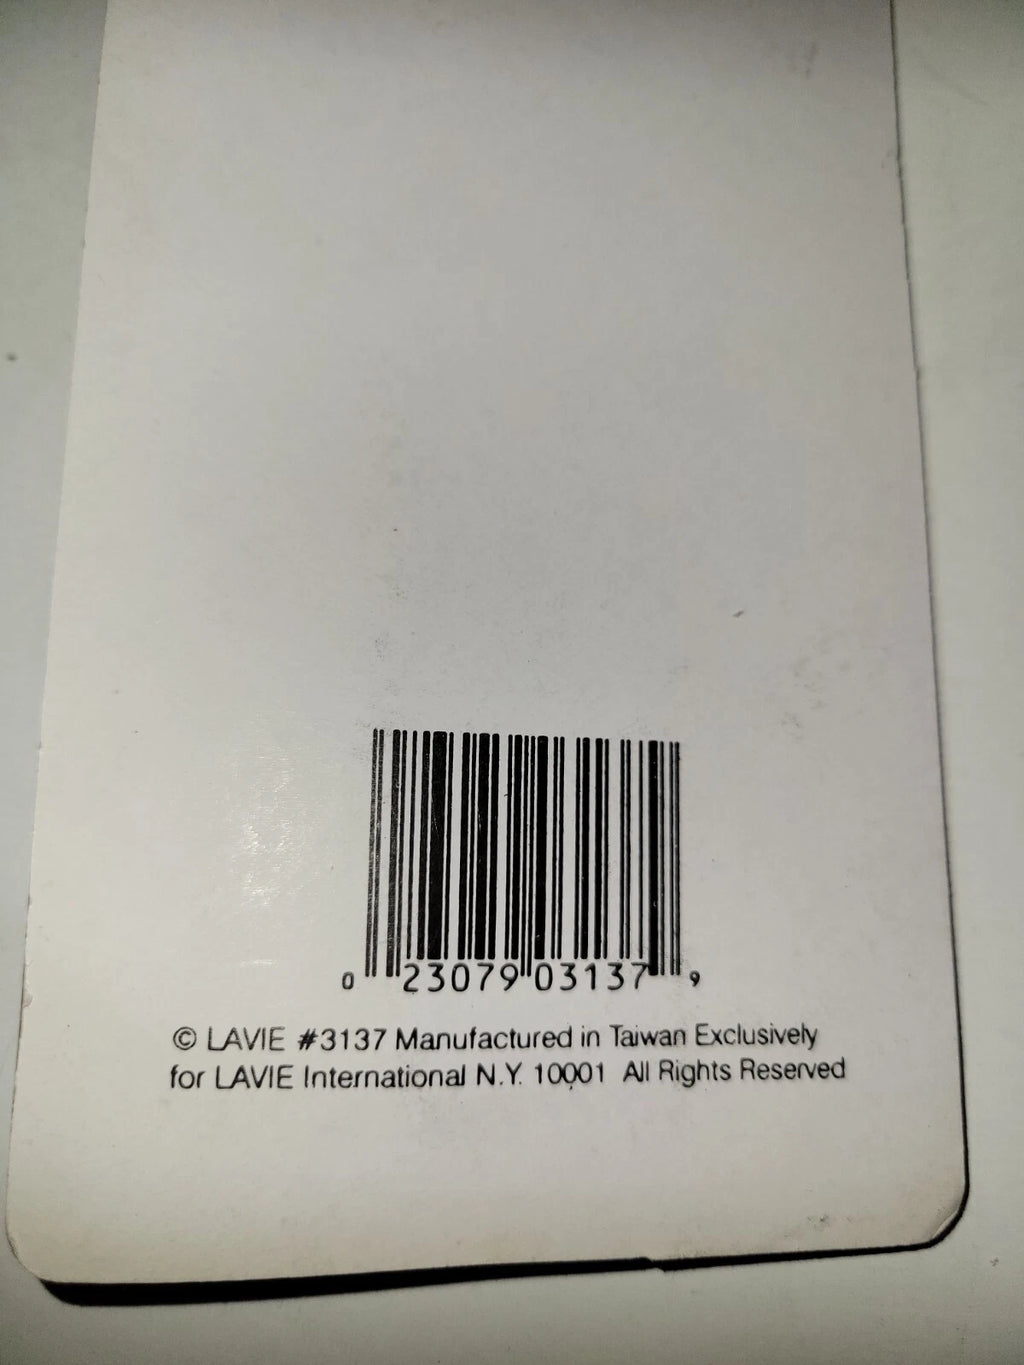 0 23079 03137 9
© LAVIE #3137 Manufactured in Taiwan Exclusively
for LAVIE International N.Y. 10001 All Rights Reserved